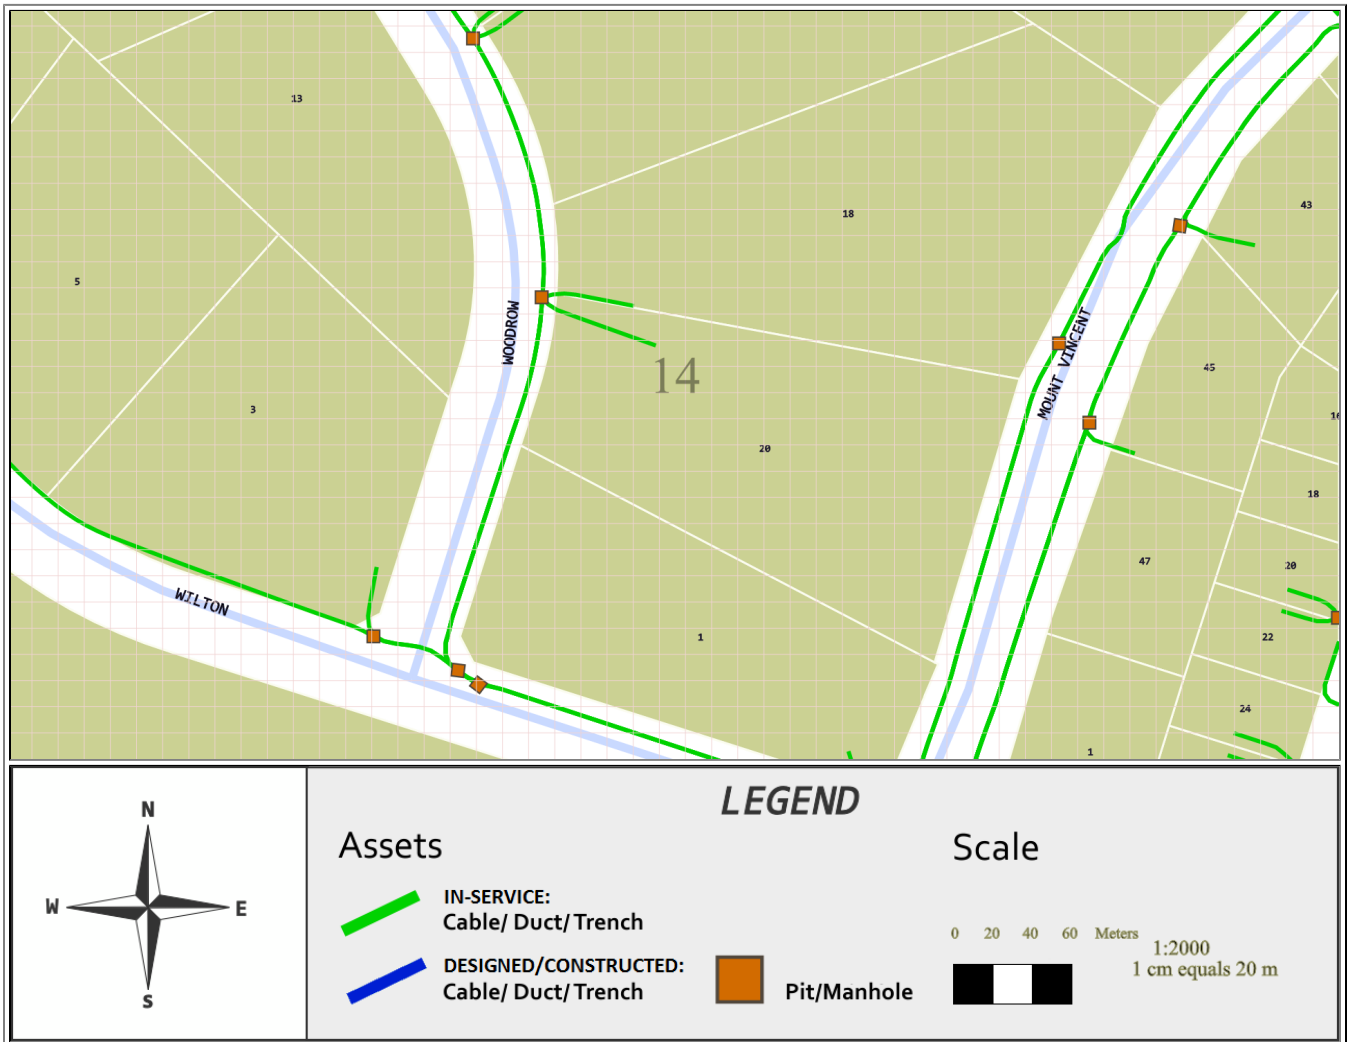 13
18
43
5
WOODROW
MOUNT VINCENT
14
45
3
16
20
18
47
20
WILTON
1
22
24
1
LEGEND
N
W
E
S
Assets
IN-SERVICE:
Cable/ Duct/ Trench
DESIGNED/CONSTRUCTED:
Cable/ Duct/ Trench
Pit/Manhole
Scale
0 20 40 60 Meters
1:2000
1 cm equals 20 m